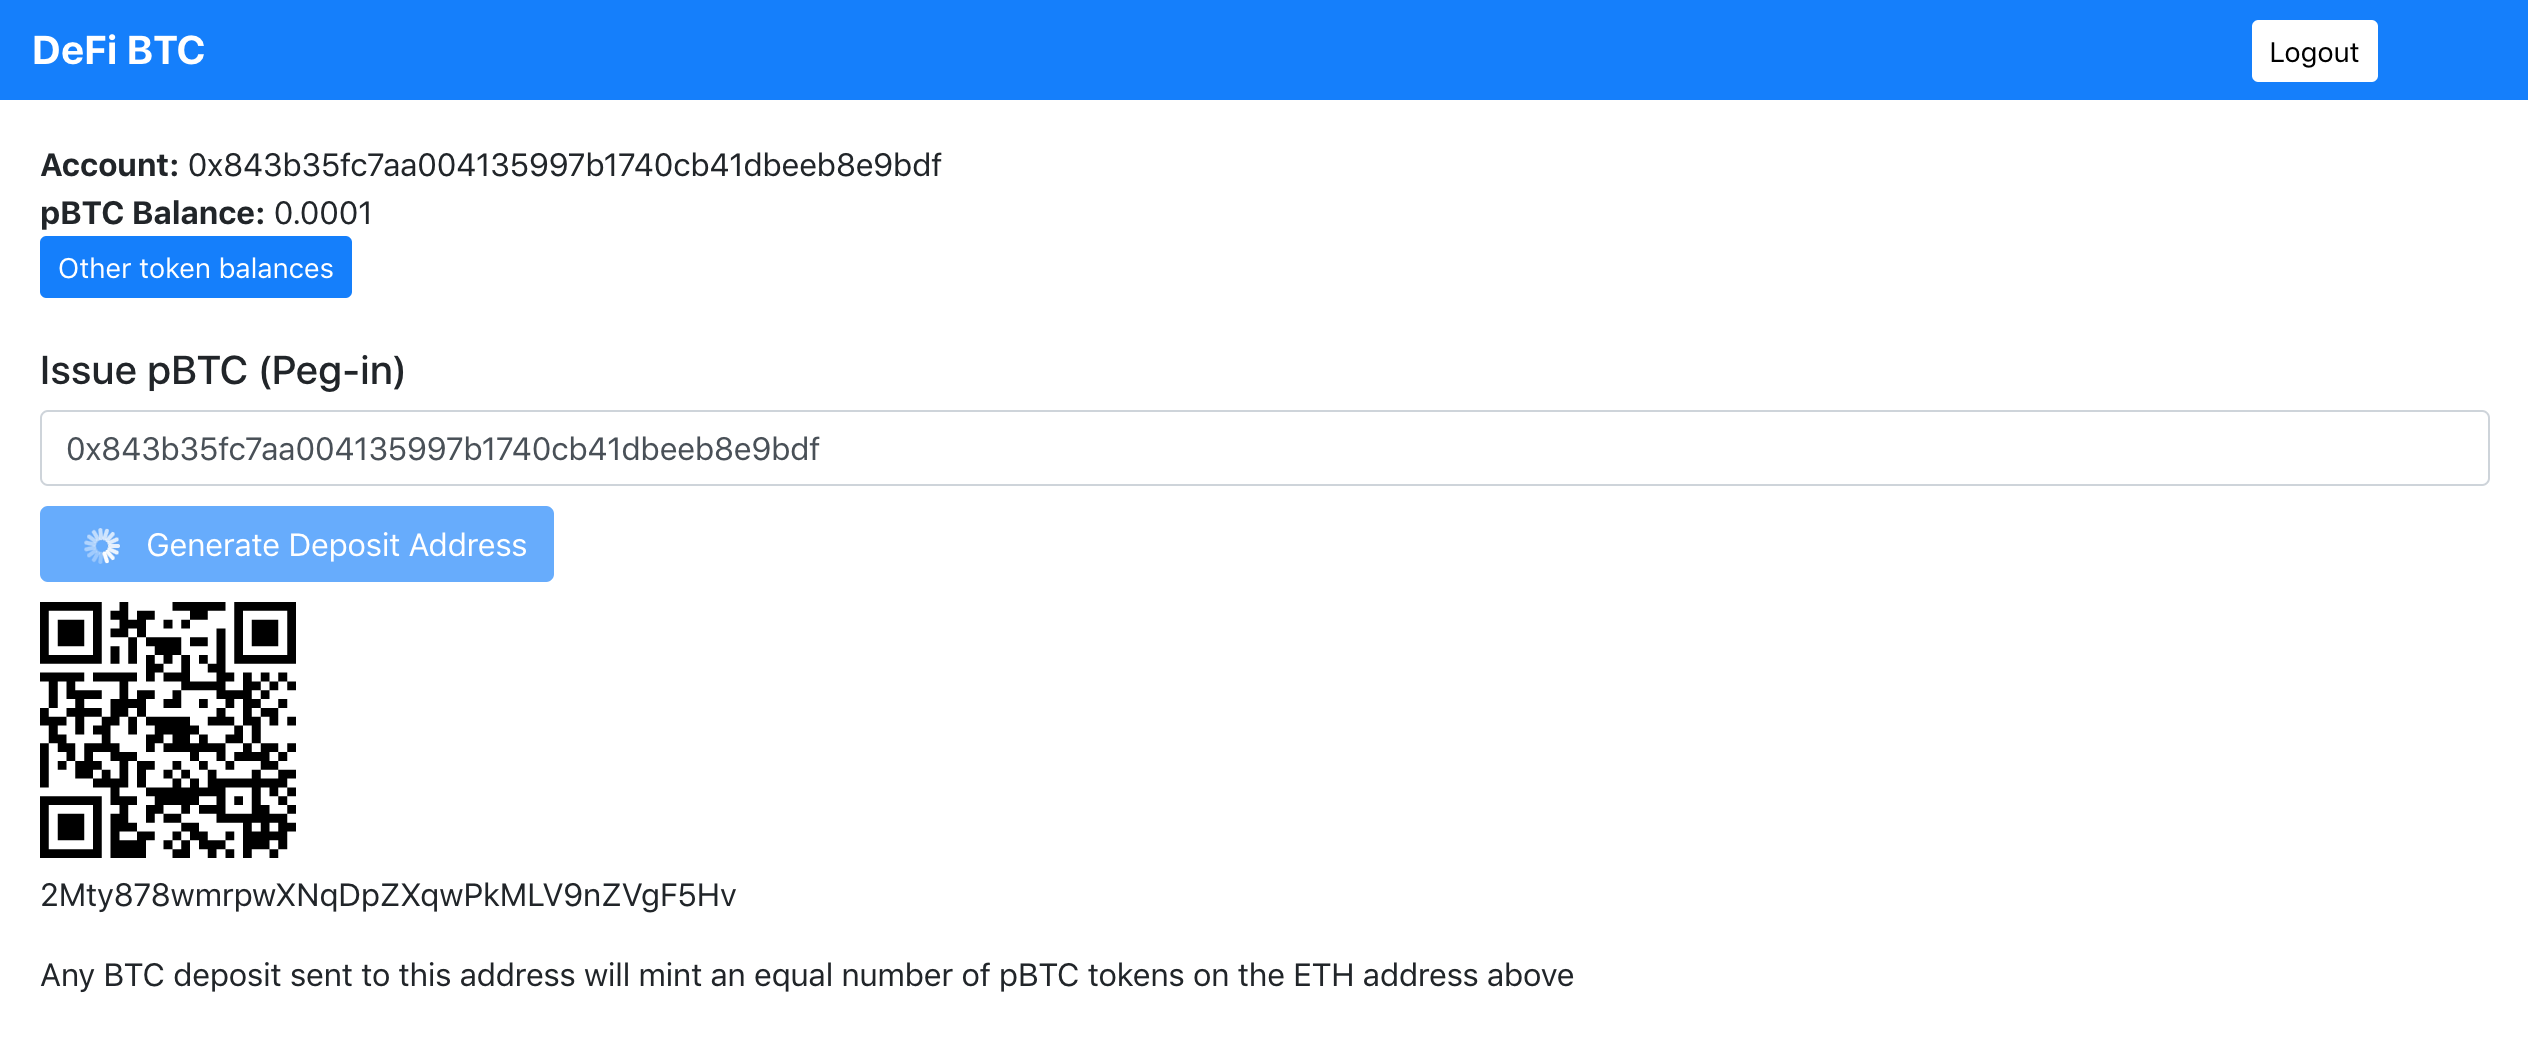 DeFi BTC
Logout
Account: 0x843b35fc7aa004135997b1740cb41dbeeb8e9bdf
pBTC Balance: 0.0001
Other token balances
Issue pBTC (Peg-in)
0x843b35fc7aa004135997b1740cb41dbeeb8e9bdf
Generate Deposit Address
2Mty878wmrpwXNqDpZXqwPkMLV9nZVgF5Hv
Any BTC deposit sent to this address will mint an equal number of pBTC tokens on the ETH address above